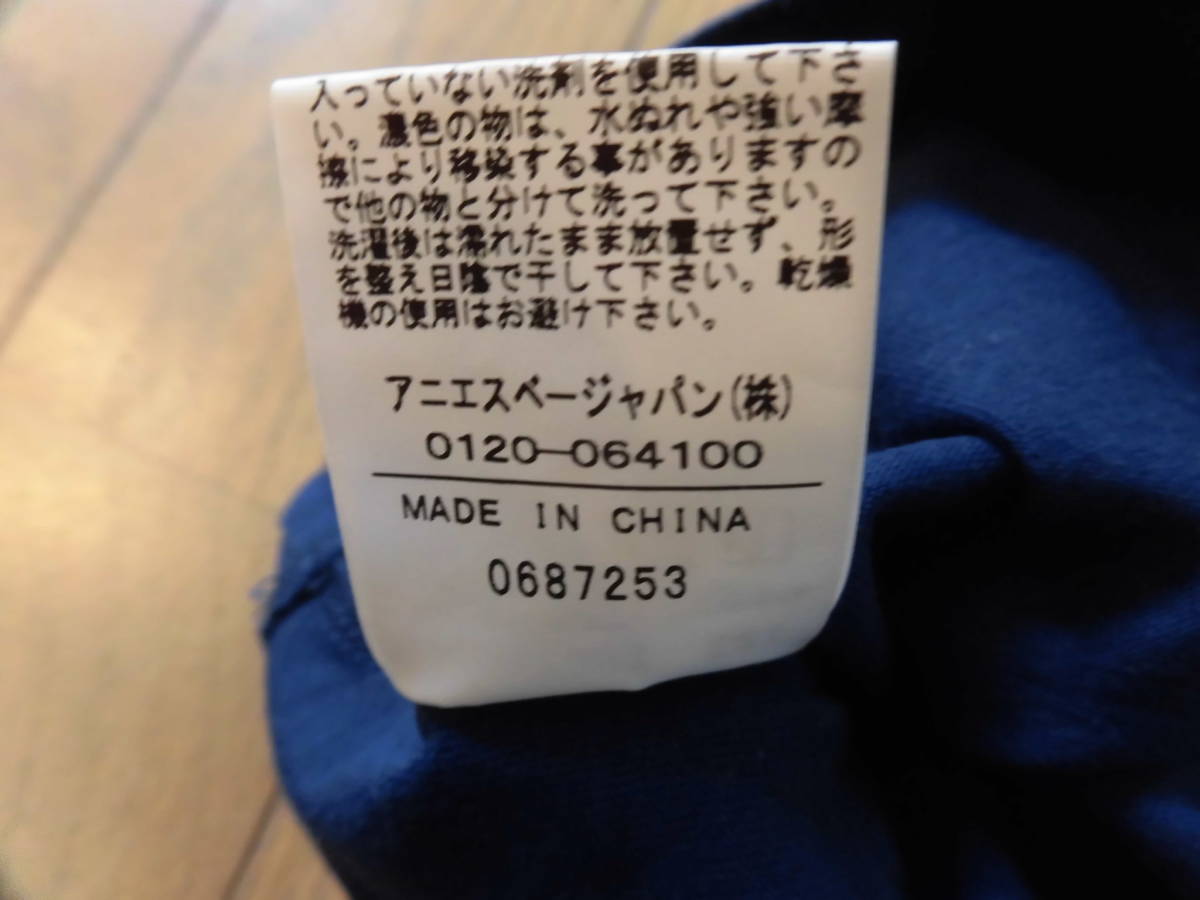 入っていない洗剤を使用して下さ
い。濃色の物は、水ぬれや強い摩
擦により移染する事がありますの
で他の物と分けて洗って下さい。
洗濯後は濡れたまま放置せず、形
を整え日陰で干して下さい。乾燥
機の使用はお避け下さい。
アニエスベージャパン(株)
0120-064100
MADE IN CHINA
0687253